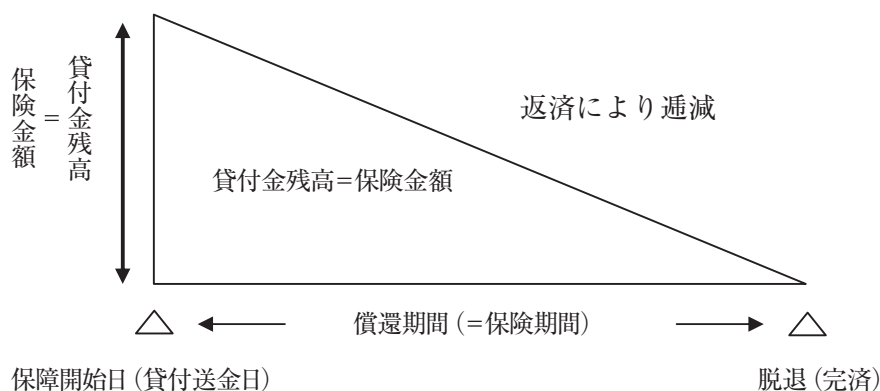 保険金額
=
貸付金残高
返済により逓減
貸付金残高=保険金額
償還期間（=保険期間）
保障開始日（貸付送金日）
脱退（完済）